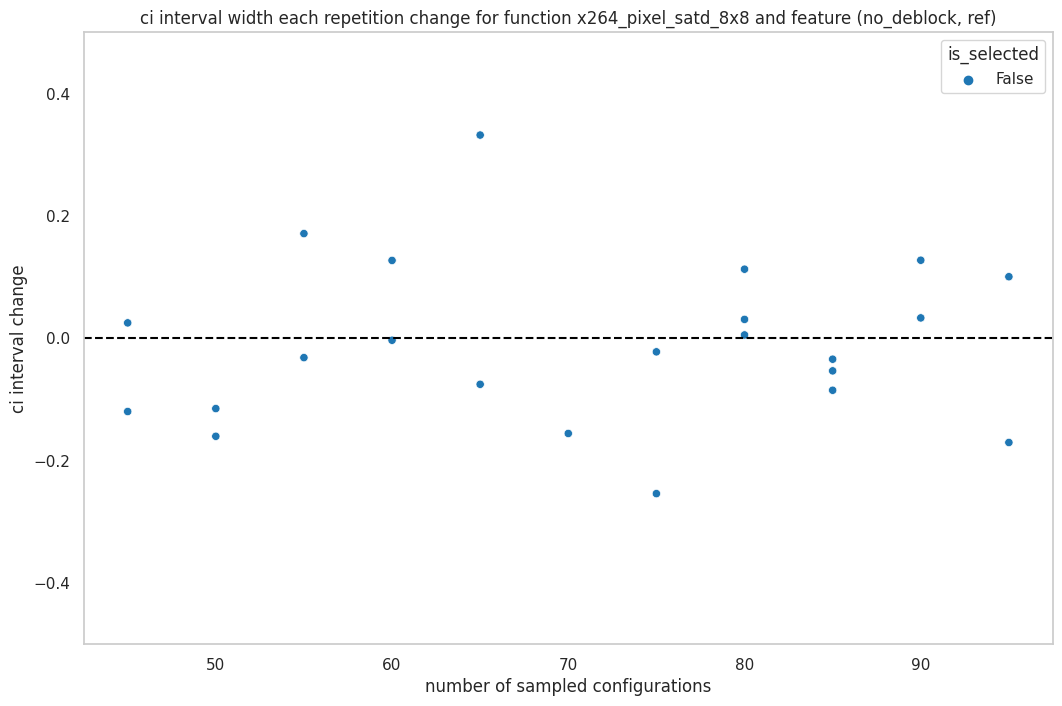 ci interval width each repetition change for function x264_pixel_satd_8x8 and feature (no_deblock, ref)
is_selected
False
0.4
0.2
0.0
−0.2
−0.4
ci interval change
50
60
70
80
90
number of sampled configurations